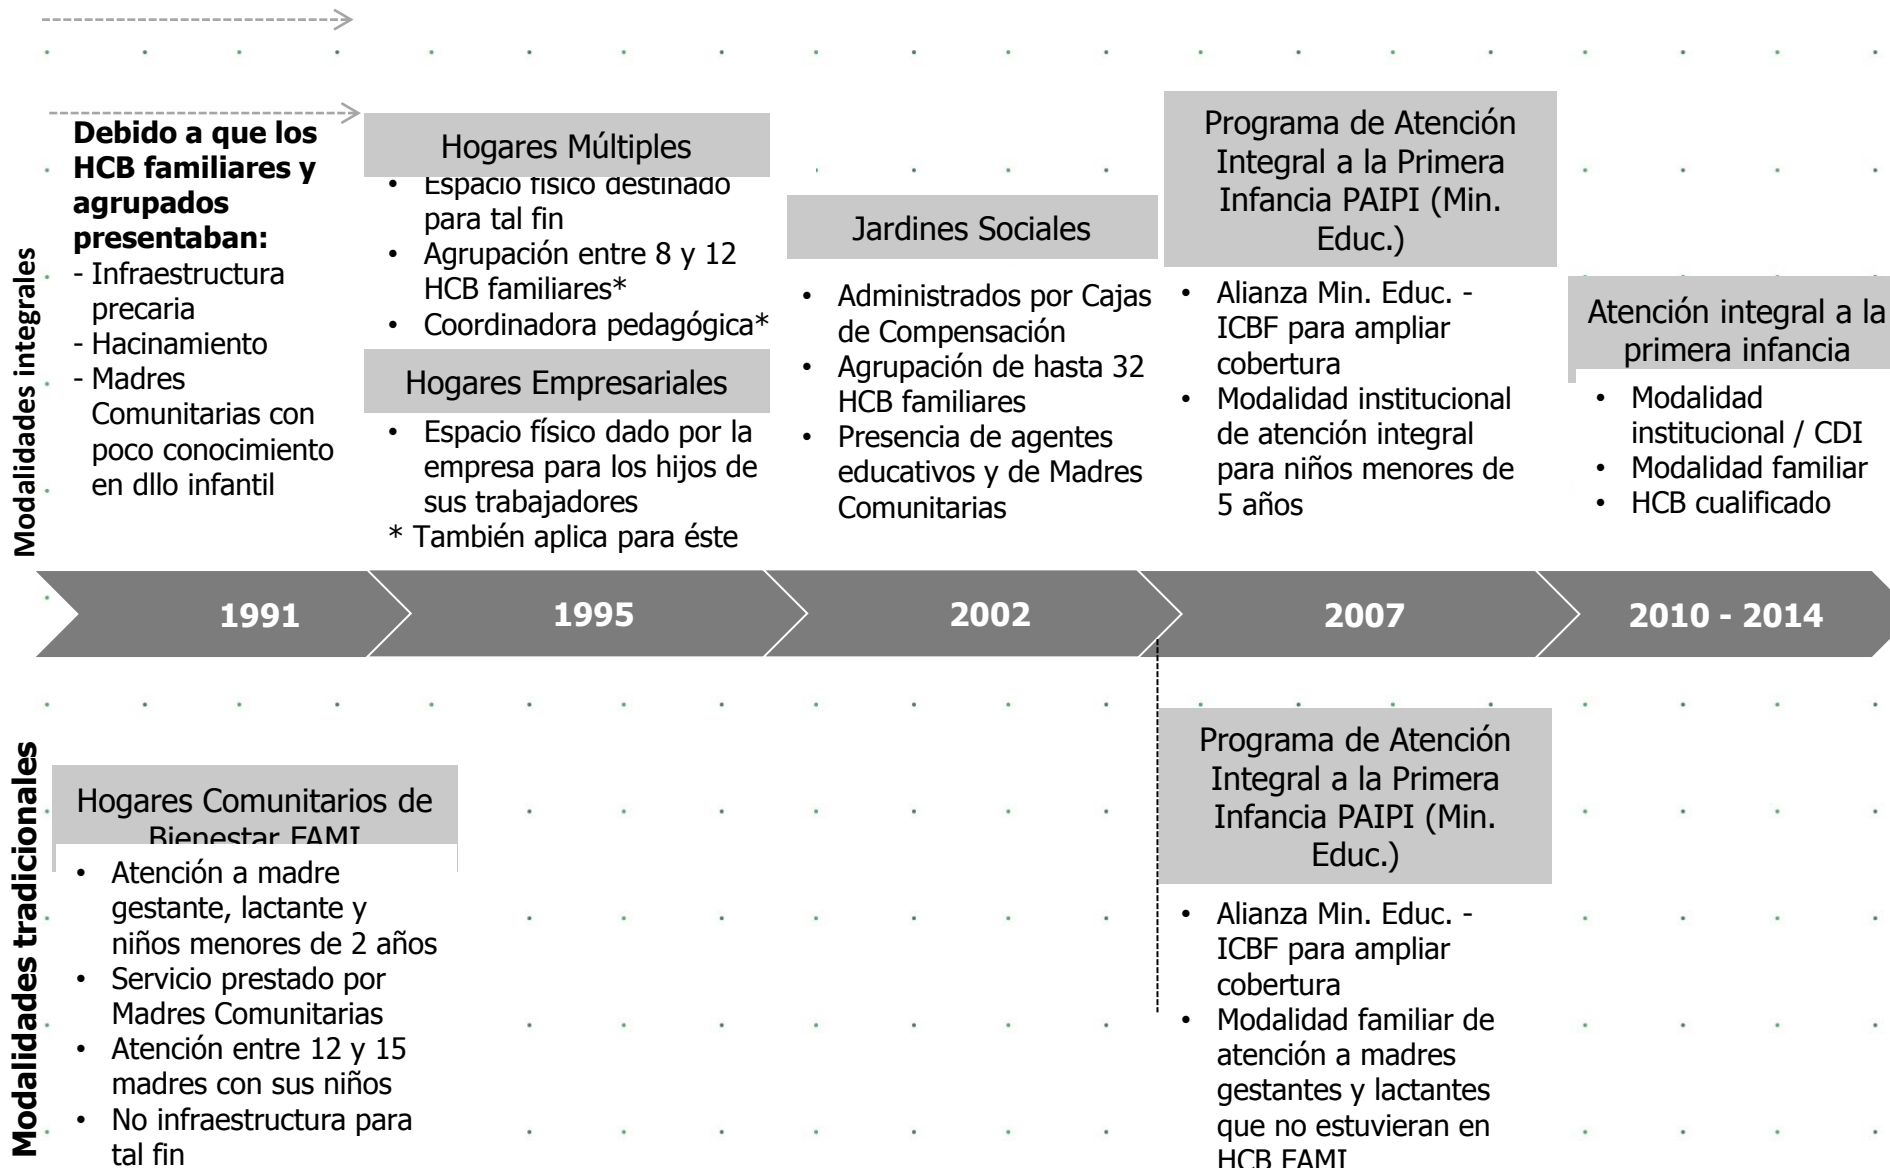 Modalidades integrales
Debido a que los
HCB familiares y
agrupados
presentaban:
- Infraestructura
precaria
- Hacinamiento
- Madres
Comunitarias con
poco conocimiento
en dllo infantil
Hogares Múltiples
• Espacio físico destinado
para tal fin
• Agrupación entre 8 y 12
HCB familiares*
• Coordinadora pedagógica*
Hogares Empresariales
• Espacio físico dado por la
empresa para los hijos de
sus trabajadores
* También aplica para éste
Jardines Sociales
• Administrados por Cajas
de Compensación
• Agrupación de hasta 32
HCB familiares
• Presencia de agentes
educativos y de Madres
Comunitarias
Programa de Atención
Integral a la Primera
Infancia PAIPI (Min.
Educ.)
• Alianza Min. Educ. -
ICBF para ampliar
cobertura
• Modalidad institucional
de atención integral
para niños menores de
5 años
Atención integral a la
primera infancia
• Modalidad
institucional / CDI
• Modalidad familiar
• HCB cualificado
1991
1995
2002
2007
2010 - 2014
Modalidades tradicionales
Hogares Comunitarios de
Bienestar FAMI
• Atención a madre
gestante, lactante y
niños menores de 2 años
• Servicio prestado por
Madres Comunitarias
• Atención entre 12 y 15
madres con sus niños
• No infraestructura para
tal fin
Programa de Atención
Integral a la Primera
Infancia PAIPI (Min.
Educ.)
• Alianza Min. Educ. -
ICBF para ampliar
cobertura
• Modalidad familiar de
atención a madres
gestantes y lactantes
que no estuvieran en
HCB FAMI